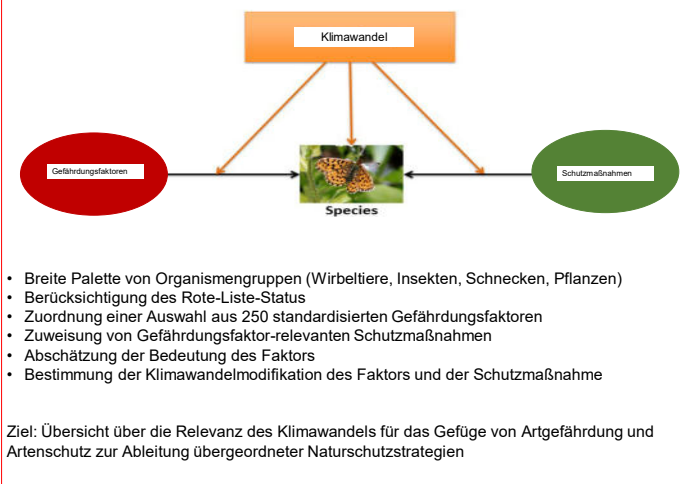 Klimawandel
Gefährdungsfaktoren
Schutzmaßnahmen
Species
• Breite Palette von Organismengruppen (Wirbeltiere, Insekten, Schnecken, Pflanzen)
• Berücksichtigung des Rote-Liste-Status
• Zuordnung einer Auswahl aus 250 standardisierten Gefährdungsfaktoren
• Zuweisung von Gefährdungsfaktor-relevanten Schutzmaßnahmen
• Abschätzung der Bedeutung des Faktors
• Bestimmung der Klimawandelmodifikation des Faktors und der Schutzmaßnahme
Ziel: Übersicht über die Relevanz des Klimawandels für das Gefüge von Artgefährdung und
Artenschutz zur Ableitung übergeordneter Naturschutzstrategien